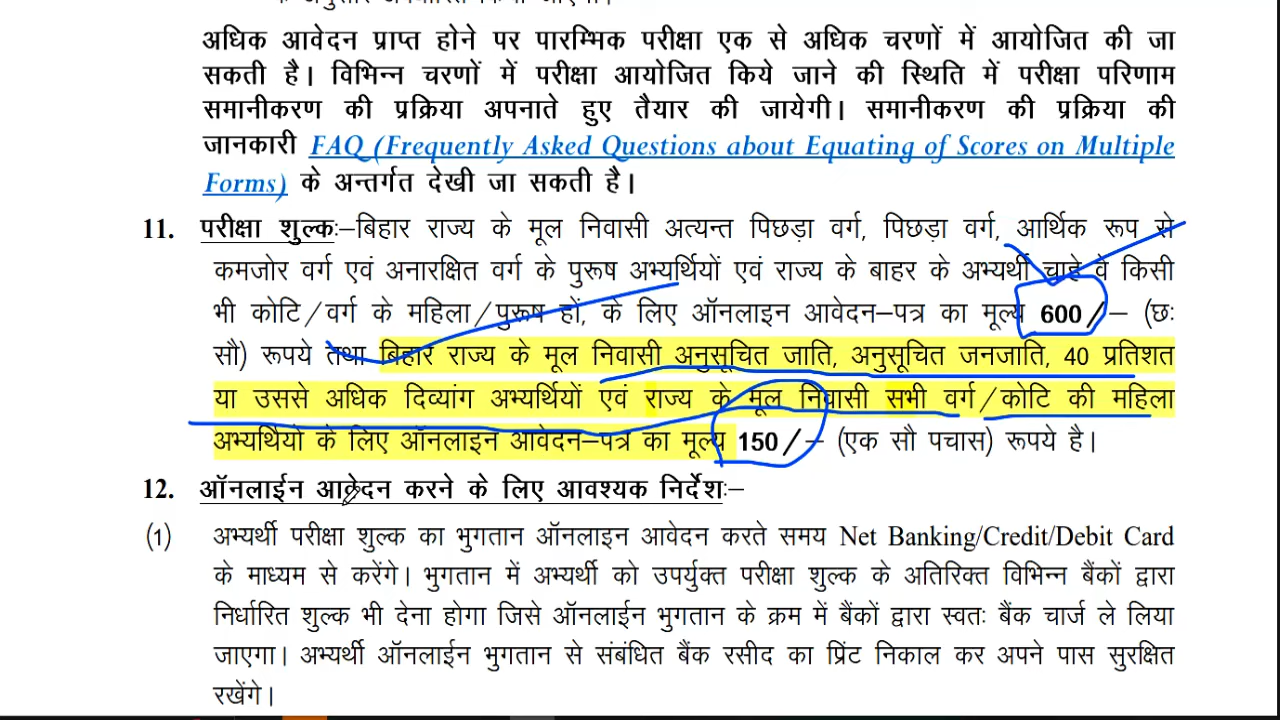 अधिक आवेदन प्राप्त होने पर पारम्भिक परीक्षा एक से अधिक चरणों में आयोजित की जा
सकती है। विभिन्न चरणों में परीक्षा आयोजित किये जाने की स्थिति में परीक्षा परिणाम
समानीकरण की प्रक्रिया अपनाते हुए तैयार की जायेगी। समानीकरण की प्रक्रिया की
जानकारी FAQ (Frequently Asked Questions about Equating of Scores on Multiple
Forms) के अन्तर्गत देखी जा सकती है।
11. परीक्षा शुल्कः–बिहार राज्य के मूल निवासी अत्यन्त पिछड़ा वर्ग, पिछड़ा वर्ग, आर्थिक रूप से
कमजोर वर्ग एवं अनारक्षित वर्ग के पुरूष अभ्यर्थियों एवं राज्य के बाहर के अभ्यर्थी चाहे वे किसी
भी कोटि/वर्ग के महिला/पुरूष हों, के लिए ऑनलाइन आवेदन–पत्र का मूल्य 600/– (छः
सौ) रूपये तथा बिहार राज्य के मूल निवासी अनुसूचित जाति, अनुसूचित जनजाति, 40 प्रतिशत
या उससे अधिक दिव्यांग अभ्यर्थियों एवं राज्य के मूल निवासी सभी वर्ग/कोटि की महिला
अभ्यर्थियों के लिए ऑनलाइन आवेदन–पत्र का मूल्य 150/– (एक सौ पचास) रूपये है।
12. ऑनलाईन आवेदन करने के लिए आवश्यक निर्देशः–
(1) अभ्यर्थी परीक्षा शुल्क का भुगतान ऑनलाइन आवेदन करते समय Net Banking/Credit/Debit Card
के माध्यम से करेंगे। भुगतान में अभ्यर्थी को उपर्युक्त परीक्षा शुल्क के अतिरिक्त विभिन्न बैंकों द्वारा
निर्धारित शुल्क भी देना होगा जिसे ऑनलाईन भुगतान के क्रम में बैंकों द्वारा स्वतः बैंक चार्ज ले लिया
जाएगा। अभ्यर्थी ऑनलाईन भुगतान से संबंधित बैंक रसीद का प्रिंट निकाल कर अपने पास सुरक्षित
रखेंगे।